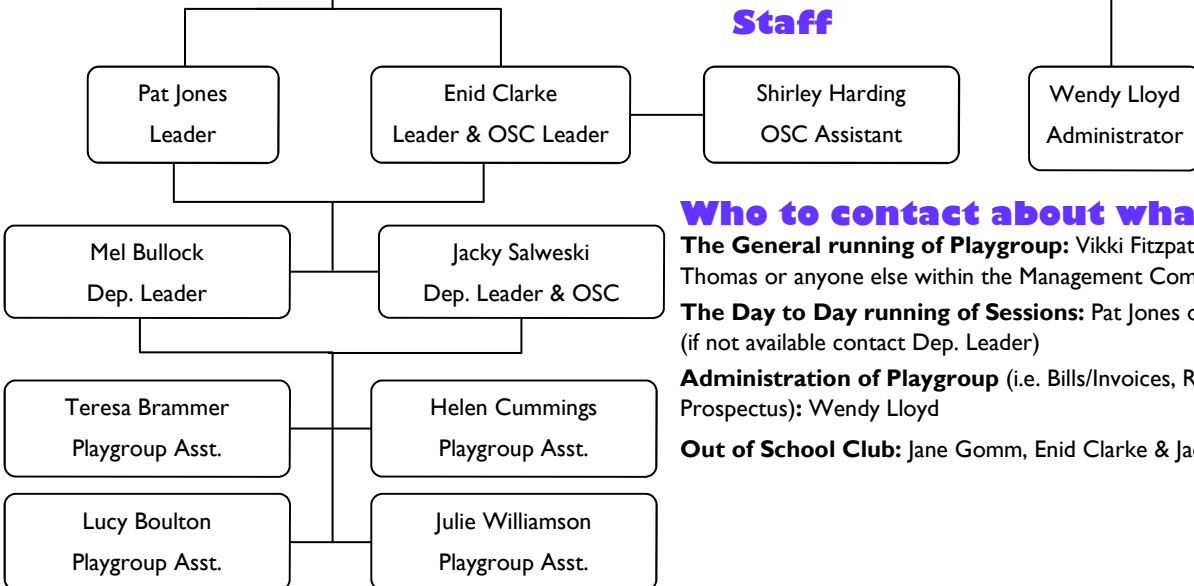 Staff
Pat Jones
Leader
Enid Clarke
Leader & OSC Leader
Shirley Harding
OSC Assistant
Wendy Lloyd
Administrator
Mel Bullock
Dep. Leader
Jacky Salweski
Dep. Leader & OSC
Teresa Brammer
Playgroup Asst.
Helen Cummings
Playgroup Asst.
Lucy Boulton
Playgroup Asst.
Julie Williamson
Playgroup Asst.
Who to contact about wha
The General running of Playgroup: Vikki Fitzpat
Thomas or anyone else within the Management Com
The Day to Day running of Sessions: Pat Jones
(if not available contact Dep. Leader)
Administration of Playgroup (i.e. Bills/Invoices, R
Prospectus): Wendy Lloyd
Out of School Club: Jane Gomm, Enid Clarke & Ja